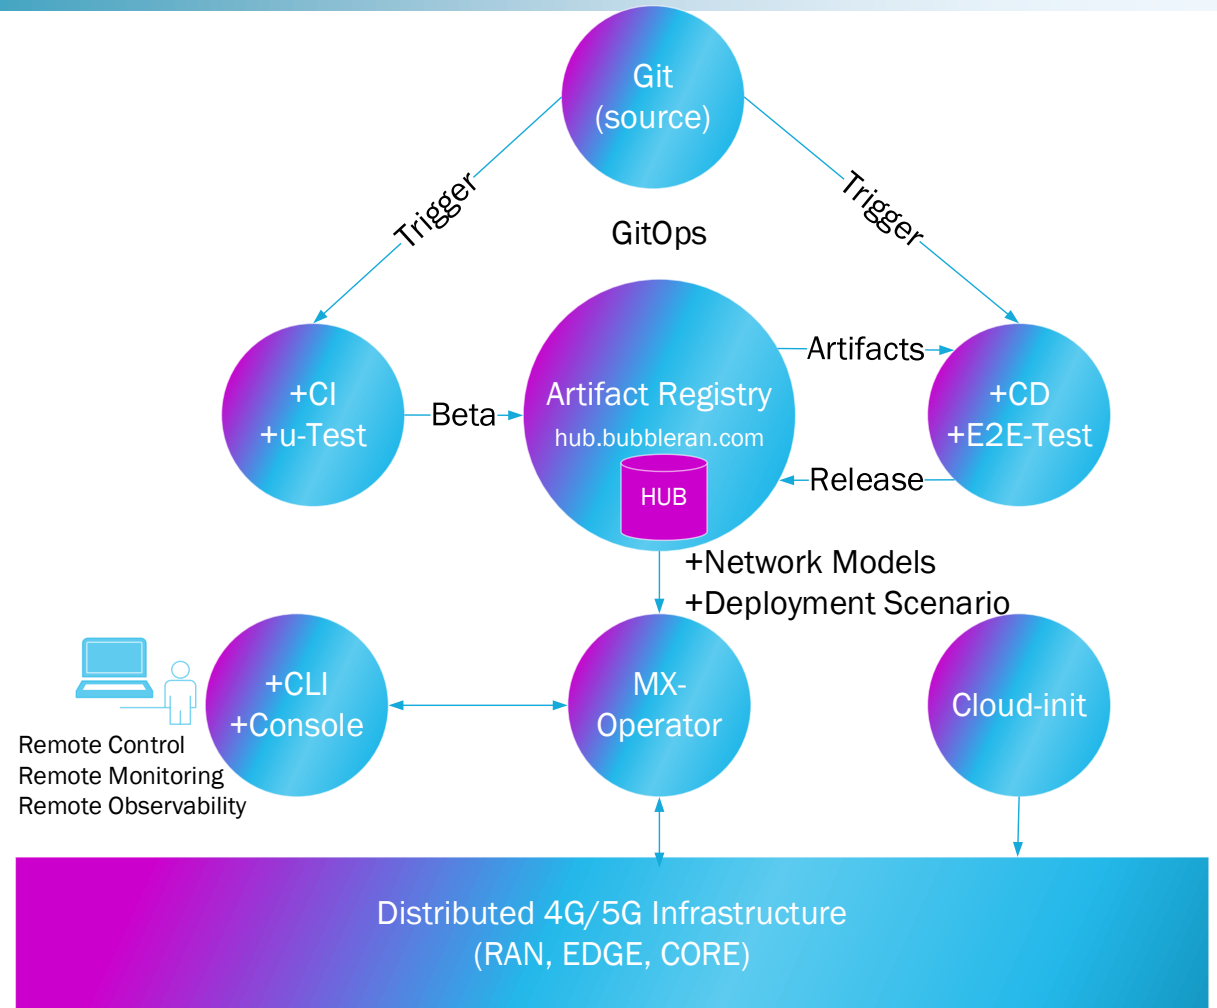 Git
(source)
Trigger
Trigger
GitOps
+CI
+u-Test
Beta
Artifact Registry
hub.bubbleran.com
HUB
Artifacts
Release
+CD
+E2E-Test
+Network Models
+Deployment Scenario
+CLI
+Console
MX-
Operator
Cloud-init
Remote Control
Remote Monitoring
Remote Observability
Distributed 4G/5G Infrastructure
(RAN, EDGE, CORE)